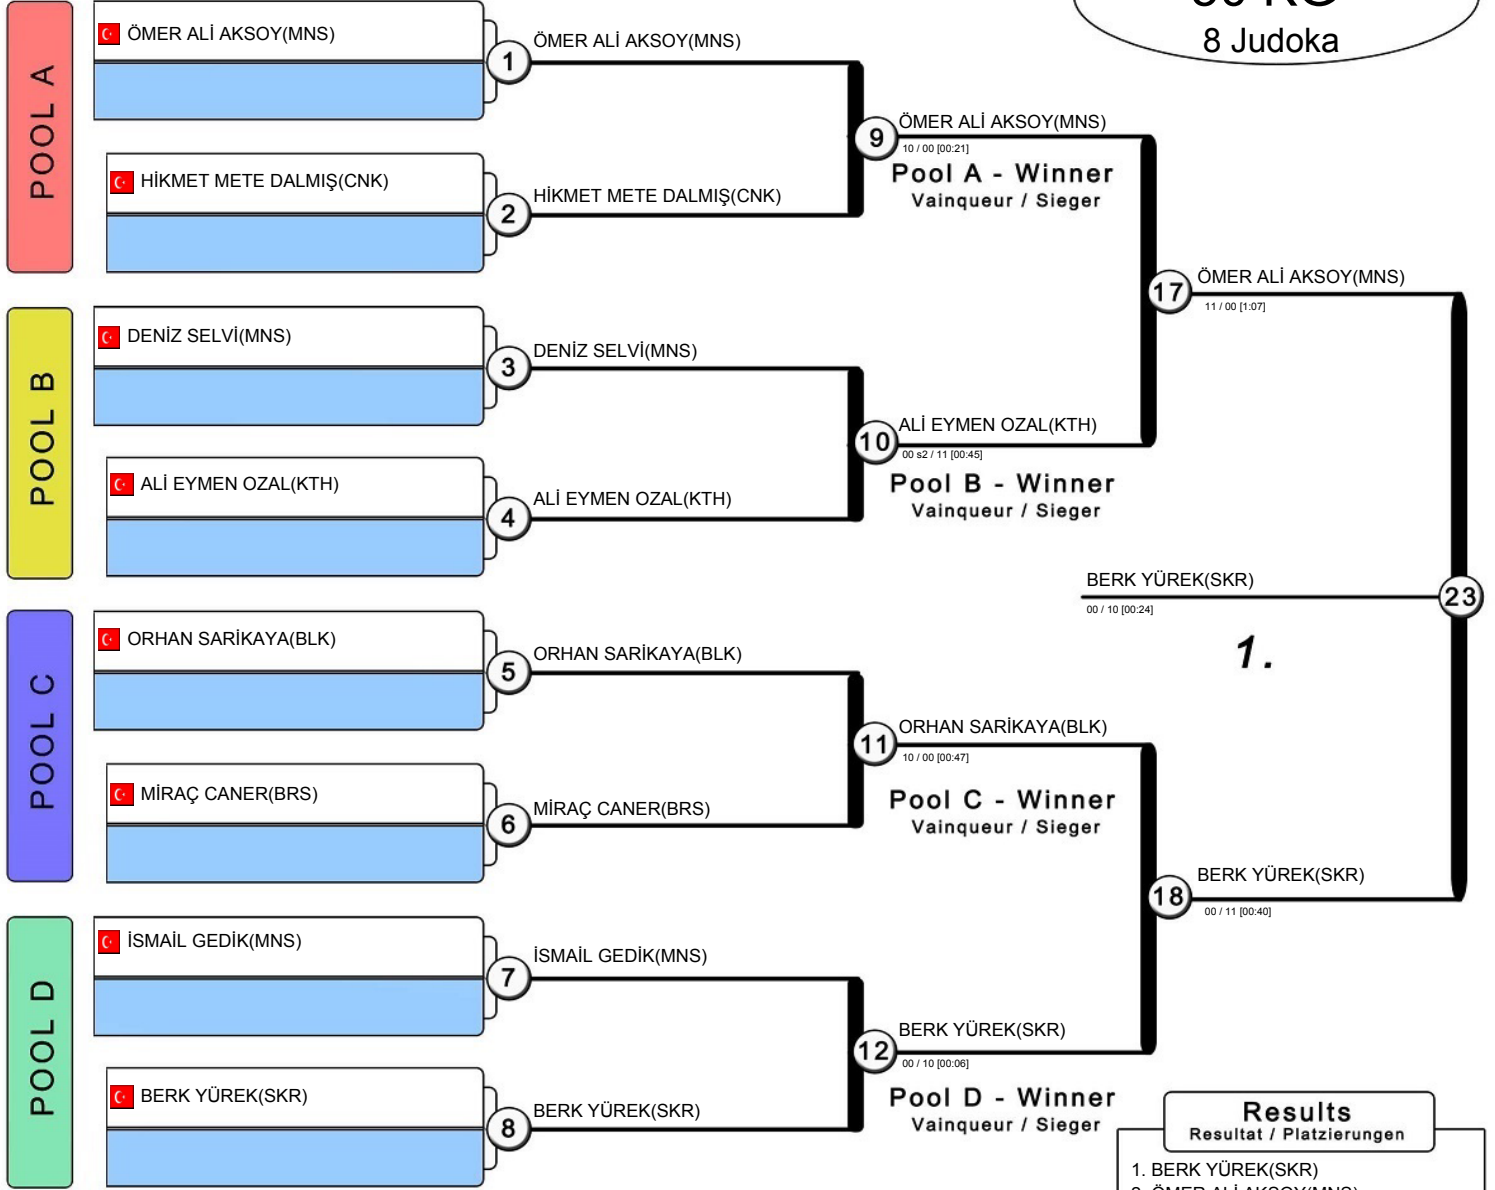 8 Judoka
POOL A
ÖMER ALİ AKSOY(MNS)
1
ÖMER ALİ AKSOY(MNS)
HİKMET METE DALMIŞ(CNK)
2
HİKMET METE DALMIŞ(CNK)
9
ÖMER ALİ AKSOY(MNS)
10 / 00 [00:21]
Pool A - Winner
Vainqueur / Sieger
POOL B
DENİZ SELVİ(MNS)
3
DENİZ SELVİ(MNS)
ALİ EYMEN OZAL(KTH)
4
ALİ EYMEN OZAL(KTH)
10
ALİ EYMEN OZAL(KTH)
00 s2 / 11 [00:45]
Pool B - Winner
Vainqueur / Sieger
17
ÖMER ALİ AKSOY(MNS)
11 / 00 [1:07]
BERK YÜREK(SKR)
00 / 10 [00:24]
23
1.
POOL C
ORHAN SARİKAYA(BLK)
5
ORHAN SARİKAYA(BLK)
MİRAÇ CANER(BRS)
6
MİRAÇ CANER(BRS)
11
ORHAN SARİKAYA(BLK)
10 / 00 [00:47]
Pool C - Winner
Vainqueur / Sieger
18
BERK YÜREK(SKR)
00 / 11 [00:40]
POOL D
İSMAİL GEDİK(MNS)
7
İSMAİL GEDİK(MNS)
BERK YÜREK(SKR)
8
BERK YÜREK(SKR)
12
BERK YÜREK(SKR)
00 / 10 [00:06]
Pool D - Winner
Vainqueur / Sieger
Results
Resultat / Platzierungen
1. BERK YÜREK(SKR)
2. ÖMER ALİ AKSOY(MNS)